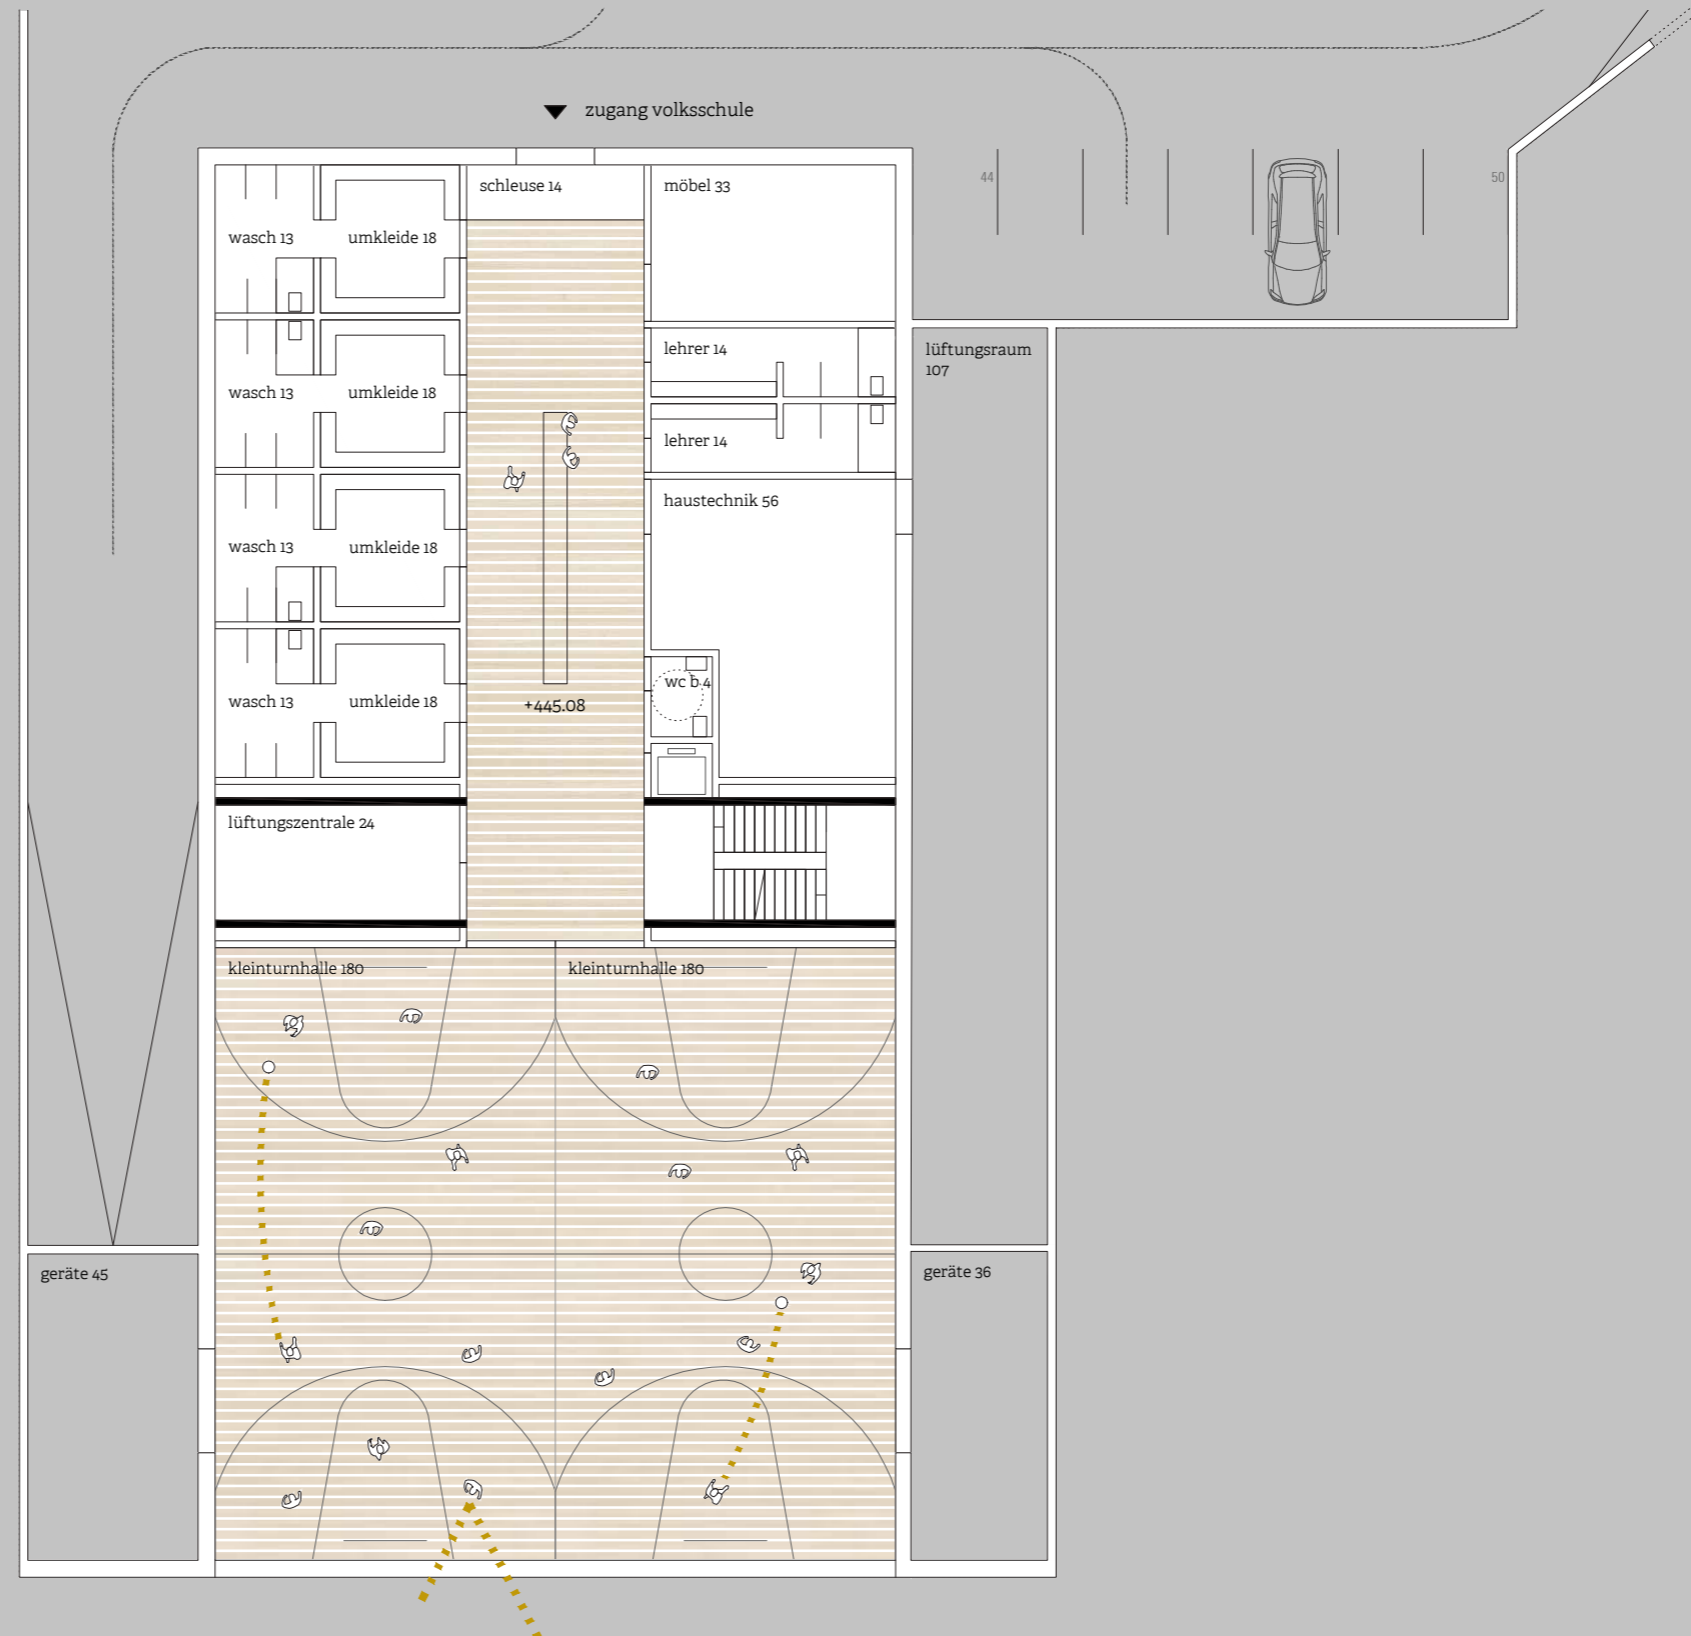 zugang volksschule
schleuse 14
möbel 33
44
50
wasch 13
umkleide 18
lehrer 14
lüftungsraum
107
wasch 13
umkleide 18
lehrer 14
haustechnik 56
wasch 13
umkleide 18
wc b 4
wasch 13
umkleide 18
+445.08
lüftungszentrale 24
kleinturnhalle 180
kleinturnhalle 180
geräte 45
geräte 36